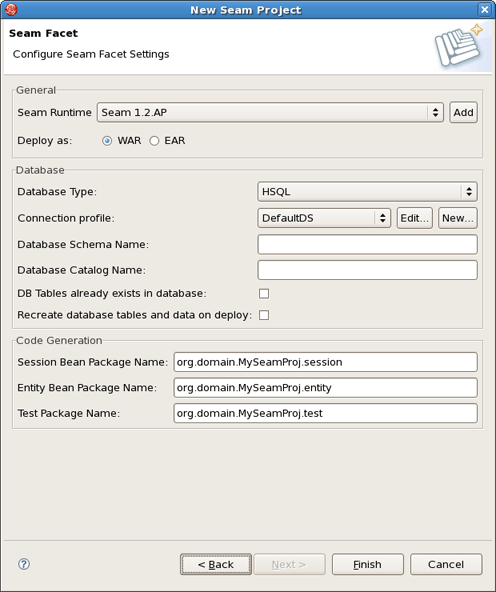 New Seam Project
Seam Facet
Configure Seam Facet Settings
General
Seam Runtime Seam 1.2.AP Add
Deploy as: WAR EAR
Database
Database Type: HSQL
Connection profile: DefaultDS Edit... New...
Database Schema Name:
Database Catalog Name:
DB Tables already exists in database:
Recreate database tables and data on deploy:
Code Generation
Session Bean Package Name: org.domain.MySeamProj.session
Entity Bean Package Name: org.domain.MySeamProj.entity
Test Package Name: org.domain.MySeamProj.test
? < Back Next > Finish Cancel